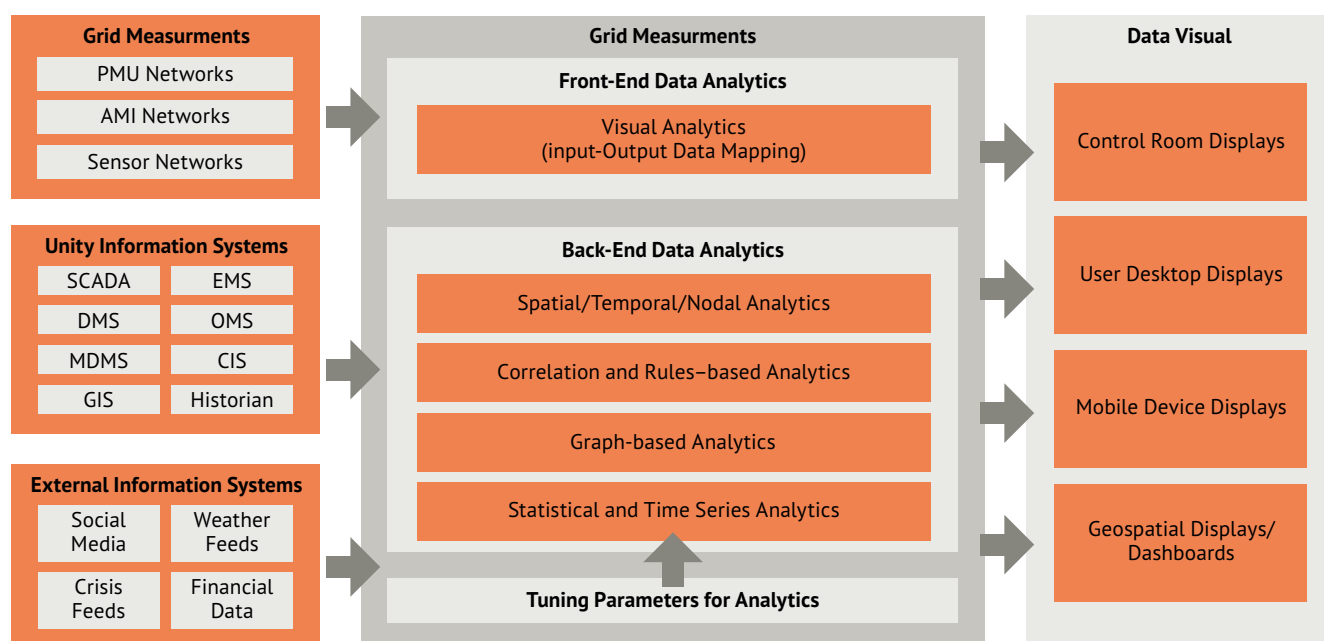 Grid Measurments
PMU Networks
AMI Networks
Sensor Networks
Unity Information Systems
SCADA
EMS
DMS
OMS
MDMS
CIS
GIS
Historian
External Information Systems
Social
Media
Weather
Feeds
Crisis
Feeds
Financial
Data
Grid Measurments
Front-End Data Analytics
Visual Analytics
(input-Output Data Mapping)
Back-End Data Analytics
Spatial/Temporal/Nodal Analytics
Correlation and Rules–based Analytics
Graph-based Analytics
Statistical and Time Series Analytics
Tuning Parameters for Analytics
Data Visual
Control Room Displays
User Desktop Displays
Mobile Device Displays
Geospatial Displays/
Dashboards